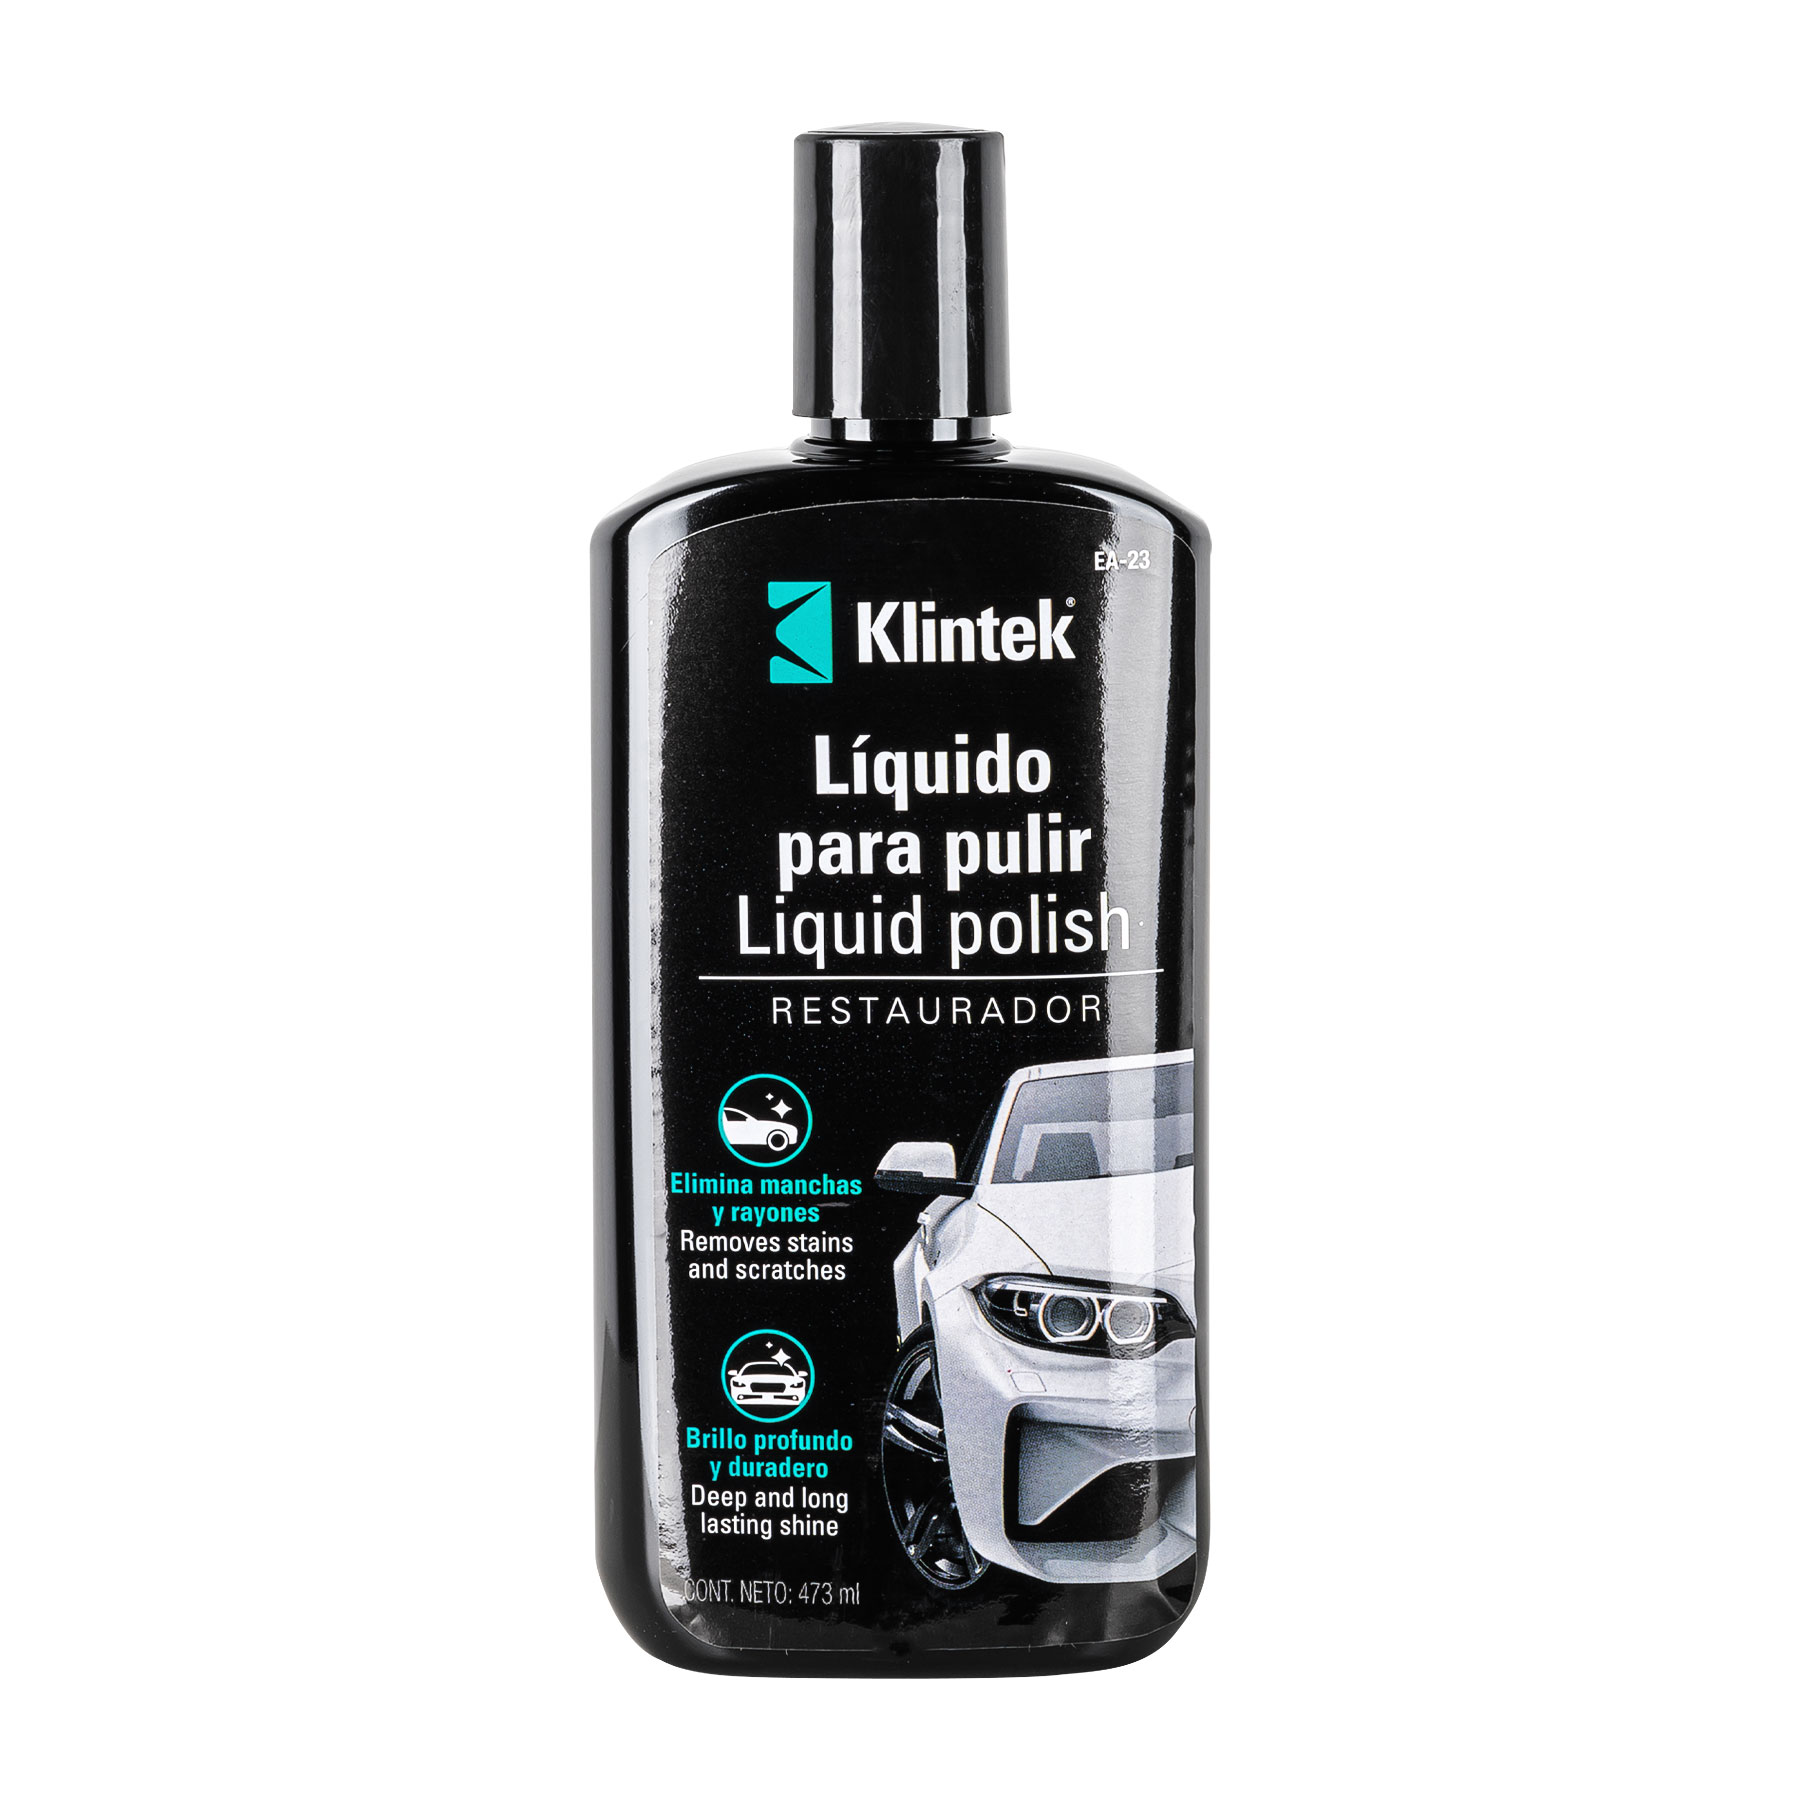 EA-23
Klintek®
Líquido
para pulir
Liquid polish
RESTAURADOR
Elimina manchas
y rayones
Removes stains
and scratches
Brillo profundo
y duradero
Deep and long
lasting shine
CONT. NETO: 473 ml